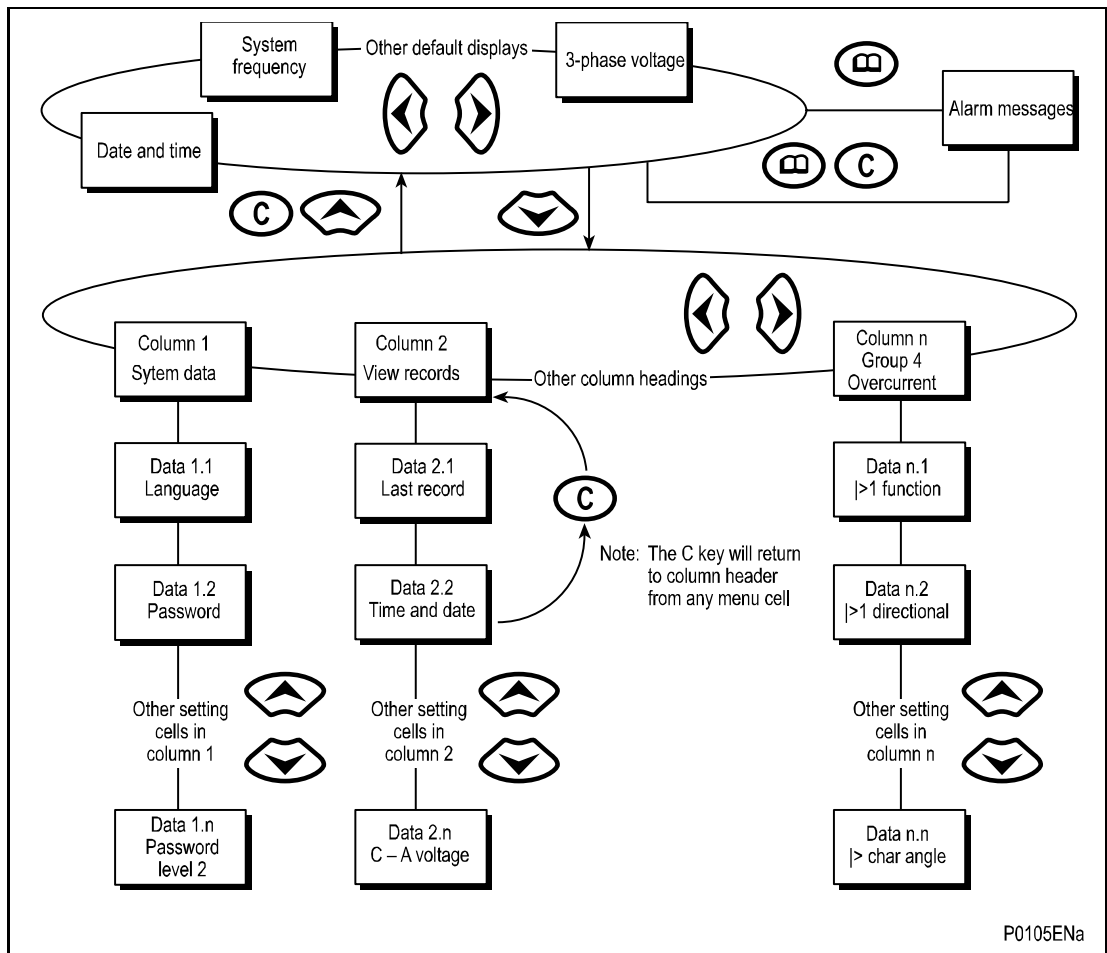 System
frequency
Other default displays
3-phase voltage
Alarm messages
Date and time
C
C
Column 1
Sytem data
Column 2
View records
Other column headings
Column n
Group 4
Overcurrent
Data 1.1
Language
Data 2.1
Last record
C
Data n.1
|>1 function
Note: The C key will return
to column header
from any menu cell
Data 1.2
Password
Data 2.2
Time and date
Data n.2
|>1 directional
Other setting
cells in
column 1
Other setting
cells in
column 2
Other setting
cells in
column n
Data 1.n
Password
level 2
Data 2.n
C – A voltage
Data n.n
|> char angle
P0105ENa